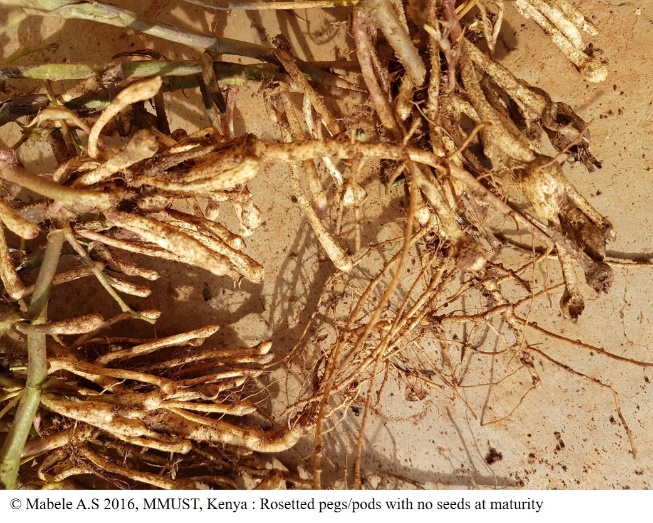 © Mabele A.S 2016, MMUST, Kenya : Rosetted pegs/pods with no seeds at maturity